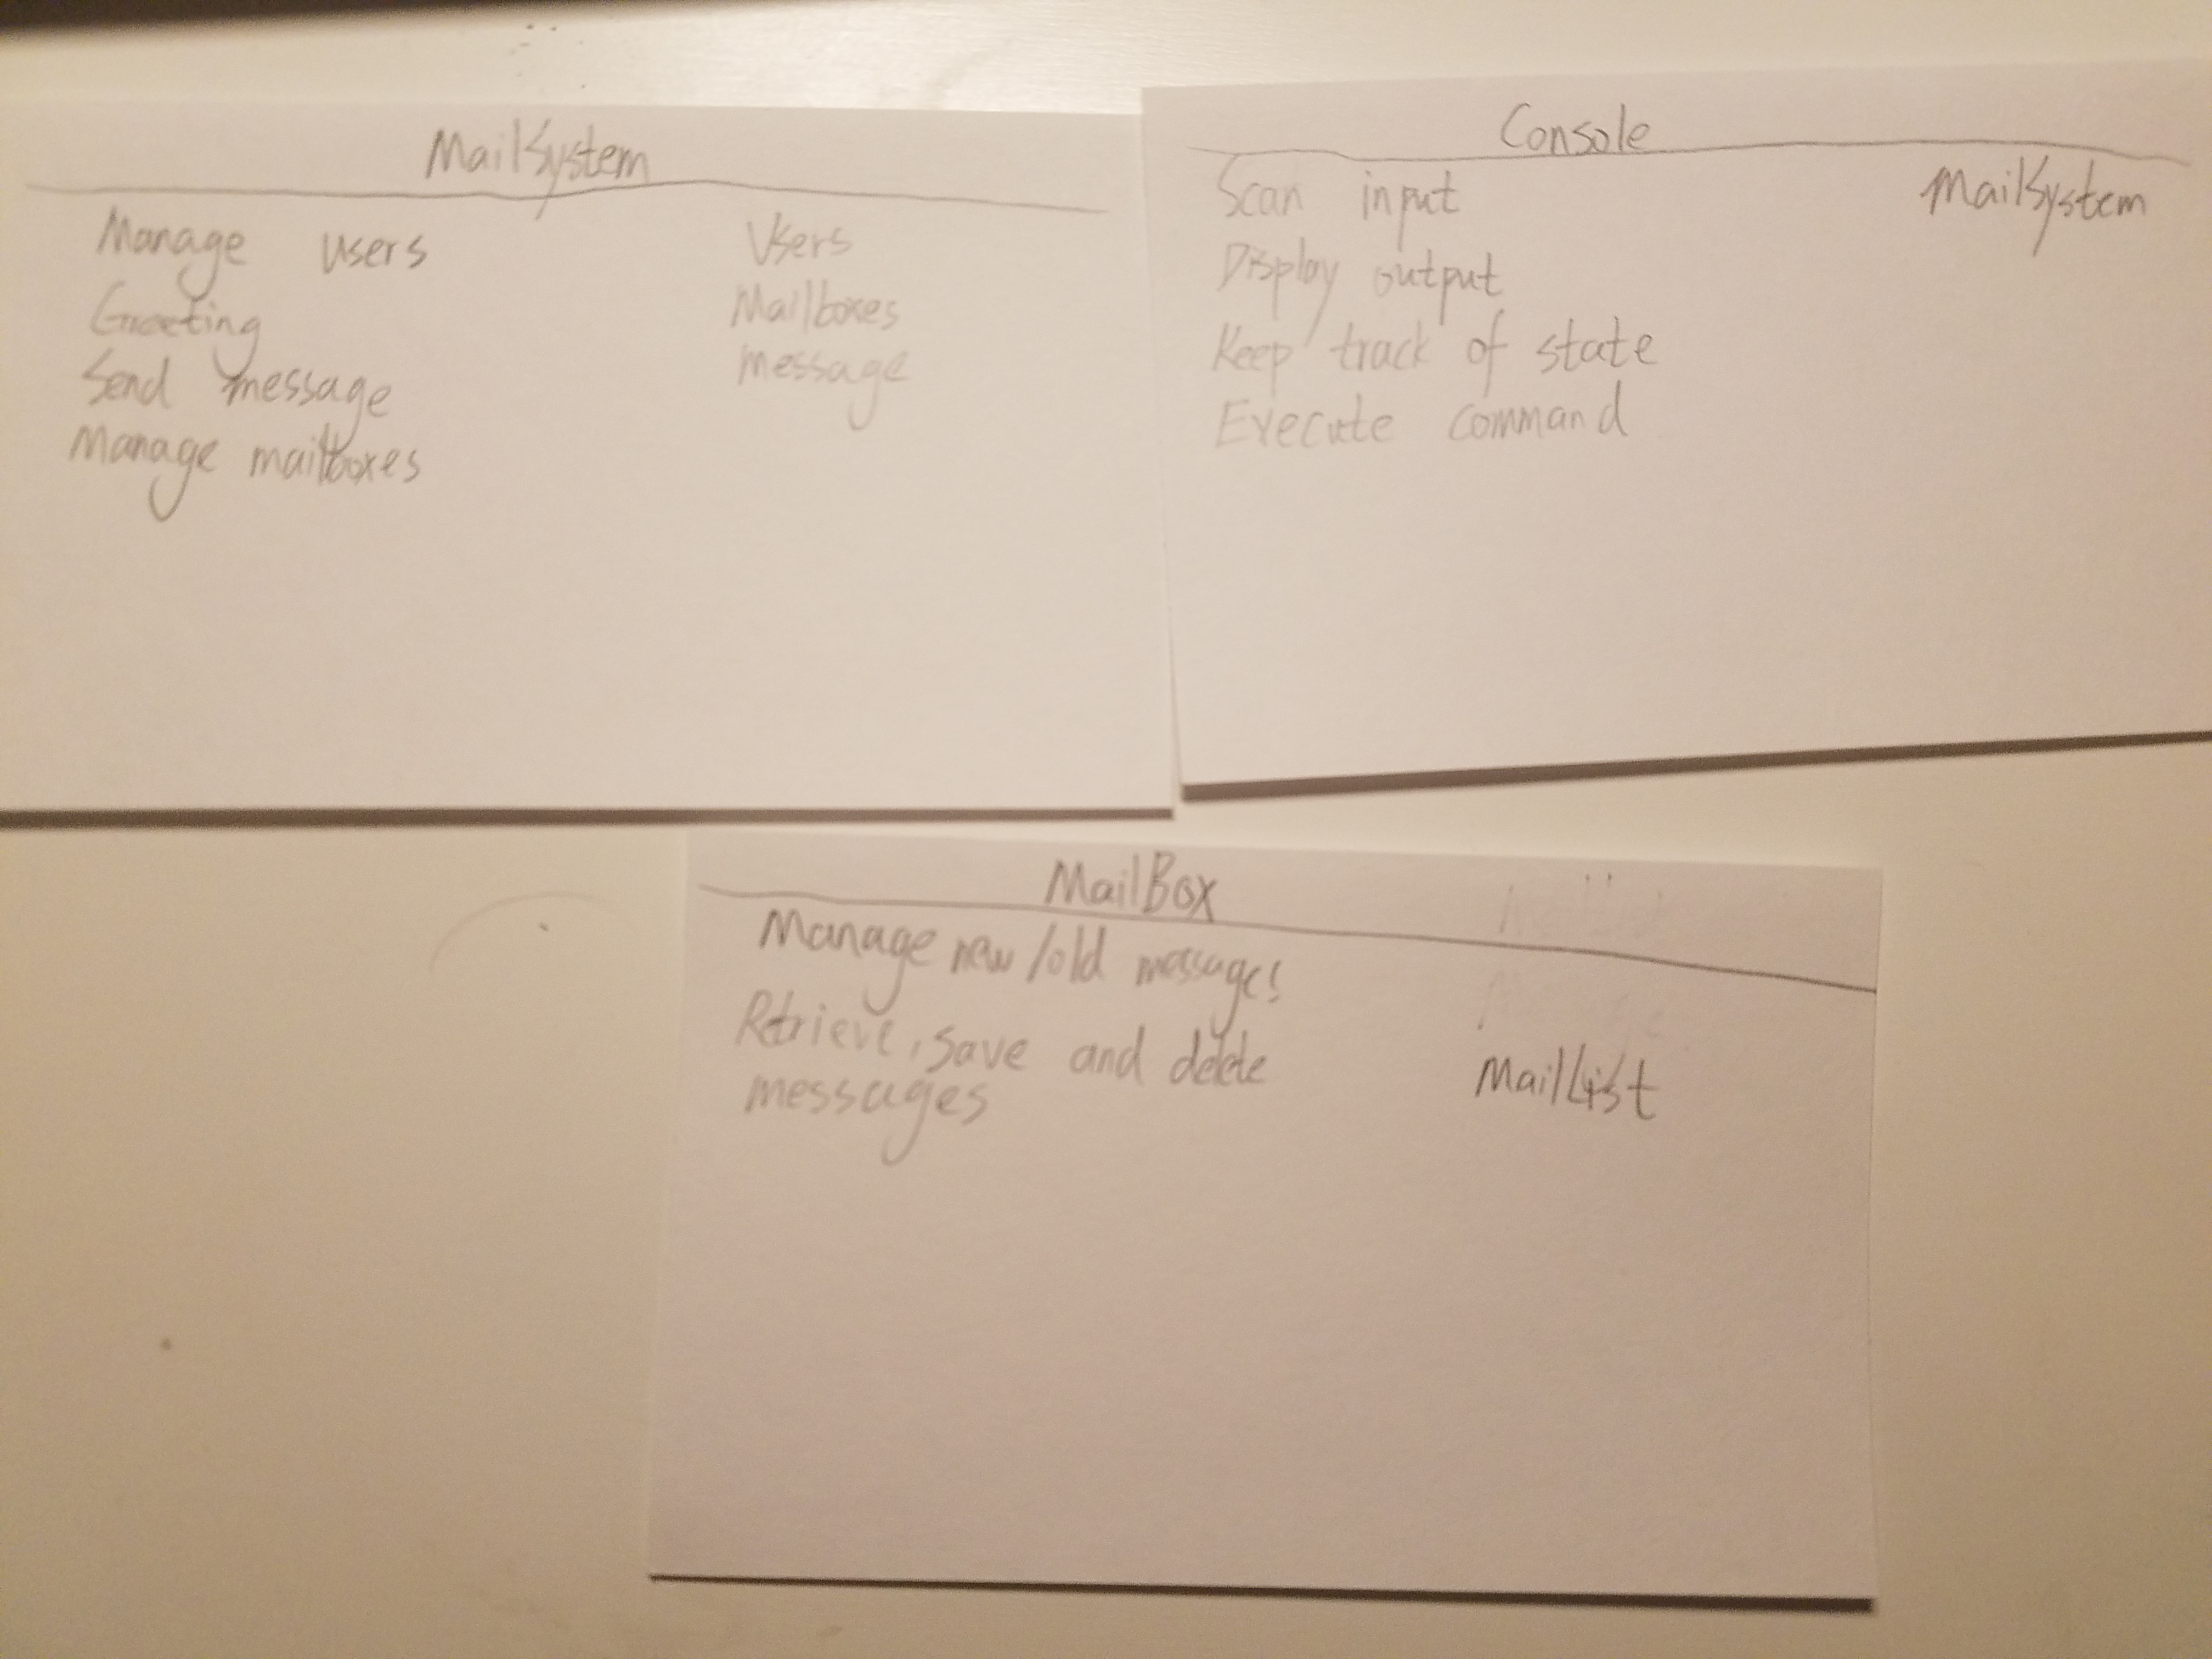 MailSystem
Manage users
Greeting
Send message
Manage mailboxes
Users
Mailboxes
message
Console
Scan input
Display output
Keep track of state
Execute command
MailSystem
MailBox
Manage new/old messages
Retrieve, Save and delete
messages
MailList